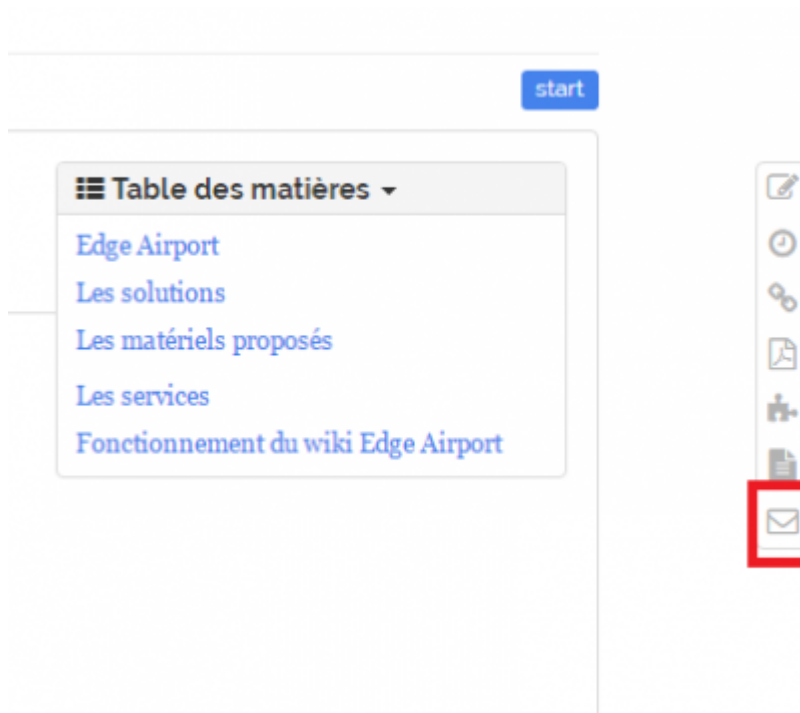 start
Table des matières
Edge Airport
Les solutions
Les matériels proposés
Les services
Fonctionnement du wiki Edge Airport